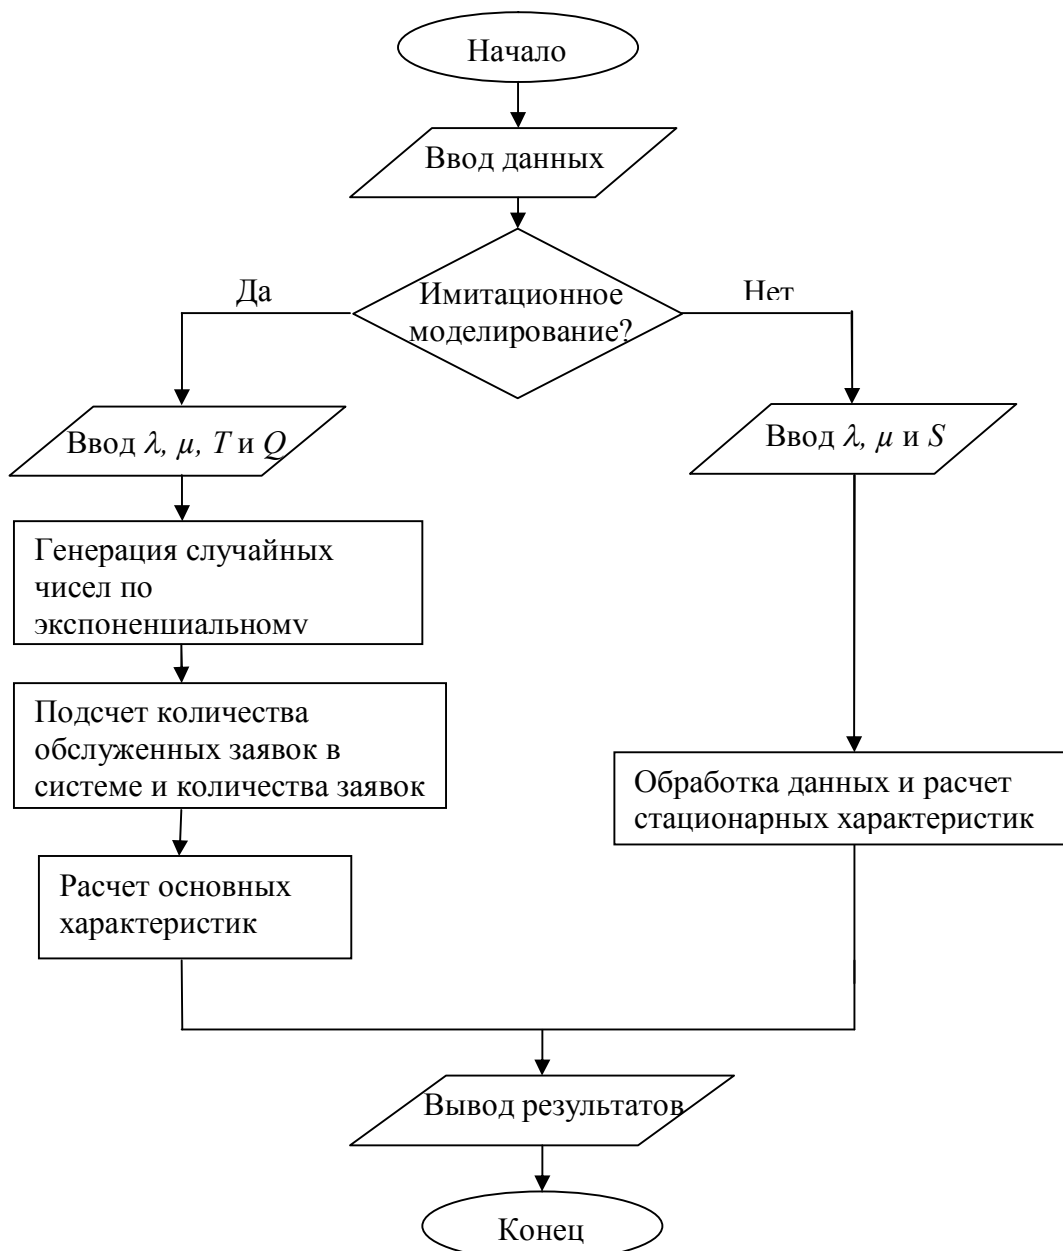 Начало
Ввод данных
Да
Имитационное
моделирование?
Нет
Ввод λ, μ, T и Q
Ввод λ, μ и S
Генерация случайных
чисел по
экспоненциальному
Подсчет количества
обслуженных заявок в
системе и количества заявок
Обработка данных и расчет
стационарных характеристик
Расчет основных
характеристик
Вывод результатов
Конец